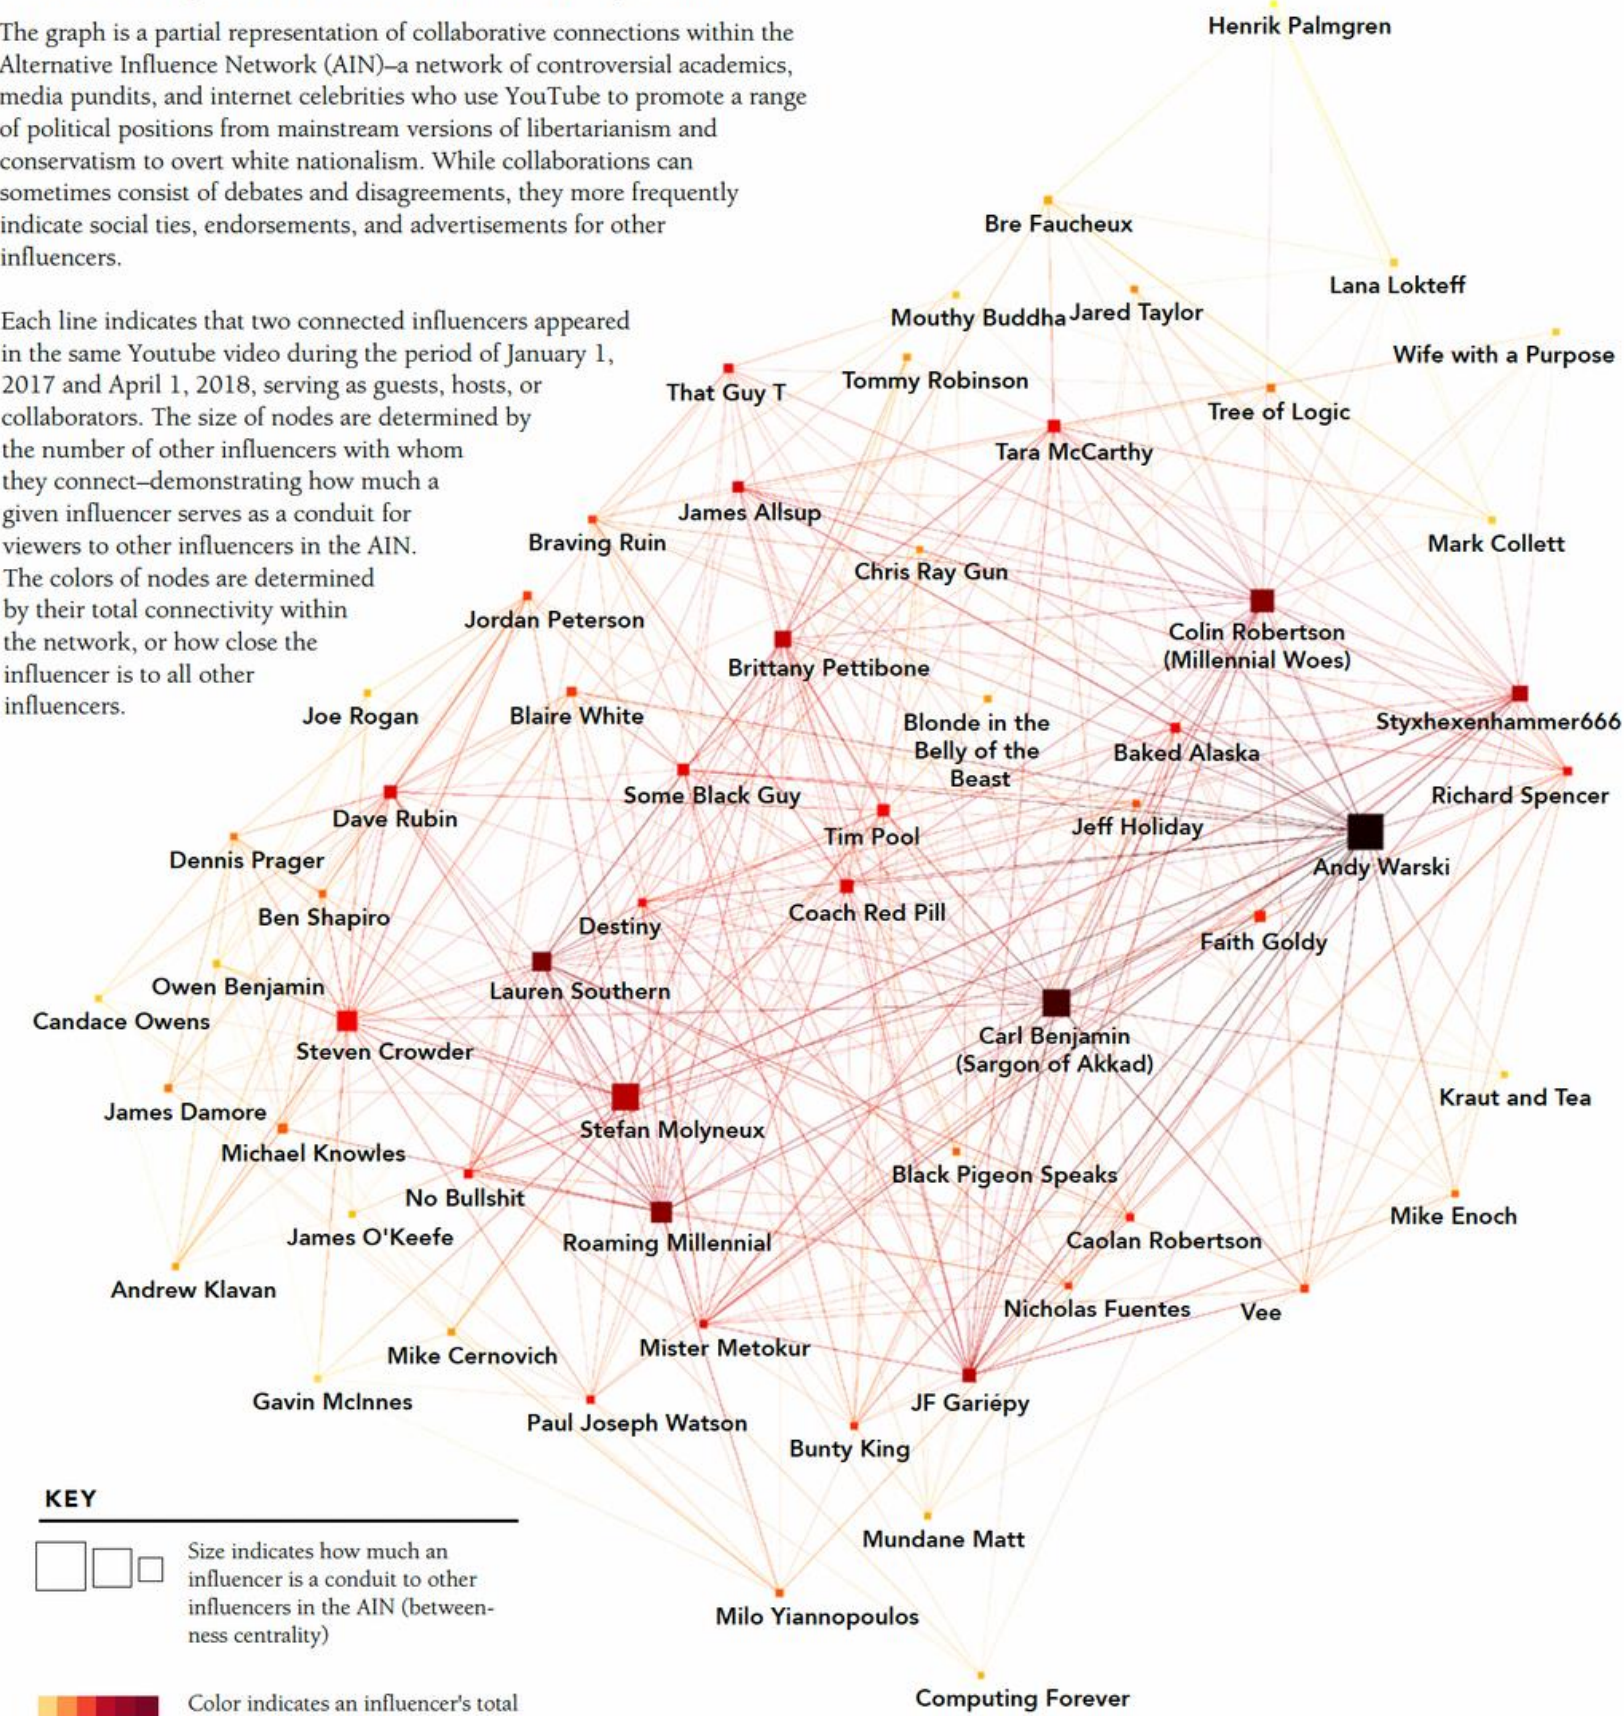 The graph is a partial representation of collaborative connections within the
Alternative Influence Network (AIN)–a network of controversial academics,
media pundits, and internet celebrities who use YouTube to promote a range
of political positions from mainstream versions of libertarianism and
conservatism to overt white nationalism. While collaborations can
sometimes consist of debates and disagreements, they more frequently
indicate social ties, endorsements, and advertisements for other
influencers.
Each line indicates that two connected influencers appeared
in the same Youtube video during the period of January 1,
2017 and April 1, 2018, serving as guests, hosts, or
collaborators. The size of nodes are determined by
the number of other influencers with whom
they connect–demonstrating how much a
given influencer serves as a conduit for
viewers to other influencers in the AIN.
The colors of nodes are determined
by their total connectivity within
the network, or how close the
influencer is to all other
influencers.
Henrik Palmgren
Bre Faucheux
Lana Lokteff
Mouthy Buddha
Jared Taylor
Wife with a Purpose
That Guy T
Tommy Robinson
Tree of Logic
Tara McCarthy
James Allsup
Braving Ruin
Mark Collett
Chris Ray Gun
Jordan Peterson
Colin Robertson
(Millennial Woes)
Brittany Pettibone
Joe Rogan
Blaire White
Blonde in the
Belly of the
Beast
Styxhexenhammer666
Baked Alaska
Some Black Guy
Richard Spencer
Dave Rubin
Tim Pool
Jeff Holiday
Dennis Prager
Andy Warski
Ben Shapiro
Destiny
Coach Red Pill
Faith Goldy
Owen Benjamin
Lauren Southern
Candace Owens
Steven Crowder
Carl Benjamin
(Sargon of Akkad)
Kraut and Tea
James Damore
Stefan Molyneux
Michael Knowles
Black Pigeon Speaks
No Bullshit
Mike Enoch
James O'Keefe
Roaming Millennial
Caolan Robertson
Andrew Klavan
Nicholas Fuentes
Vee
Mike Cernovich
Mister Metokur
Gavin McInnes
JF Gariépy
Paul Joseph Watson
Bunty King
Mundane Matt
Milo Yiannopoulos
Computing Forever
KEY
Size indicates how much an
influencer is a conduit to other
influencers in the AIN (between-
ness centrality)
Color indicates an influencer's total